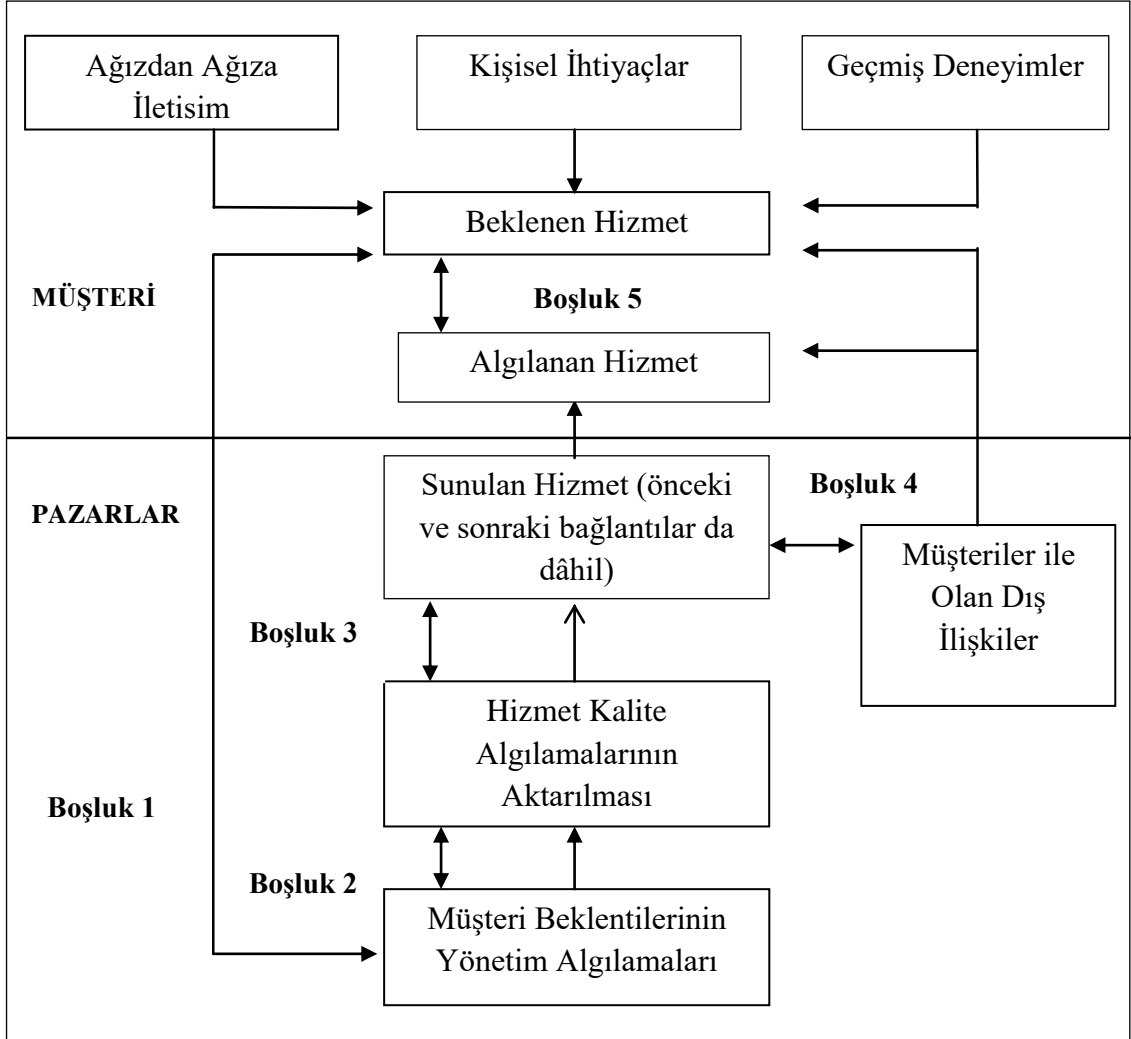 Ağızdan Ağıza
İletisim
Kişisel İhtiyaçlar
Geçmiş Deneyimler
Beklenen Hizmet
MÜŞTERİ
Boşluk 5
Algılanan Hizmet
PAZARLAR
Sunulan Hizmet (önceki
ve sonraki bağlantılar da
dâhil)
Boşluk 4
Müşteriler ile
Olan Dış
İlişkiler
Boşluk 3
Hizmet Kalite
Algılamalarının
Aktarılması
Boşluk 1
Boşluk 2
Müşteri Beklentilerinin
Yönetim Algılamaları